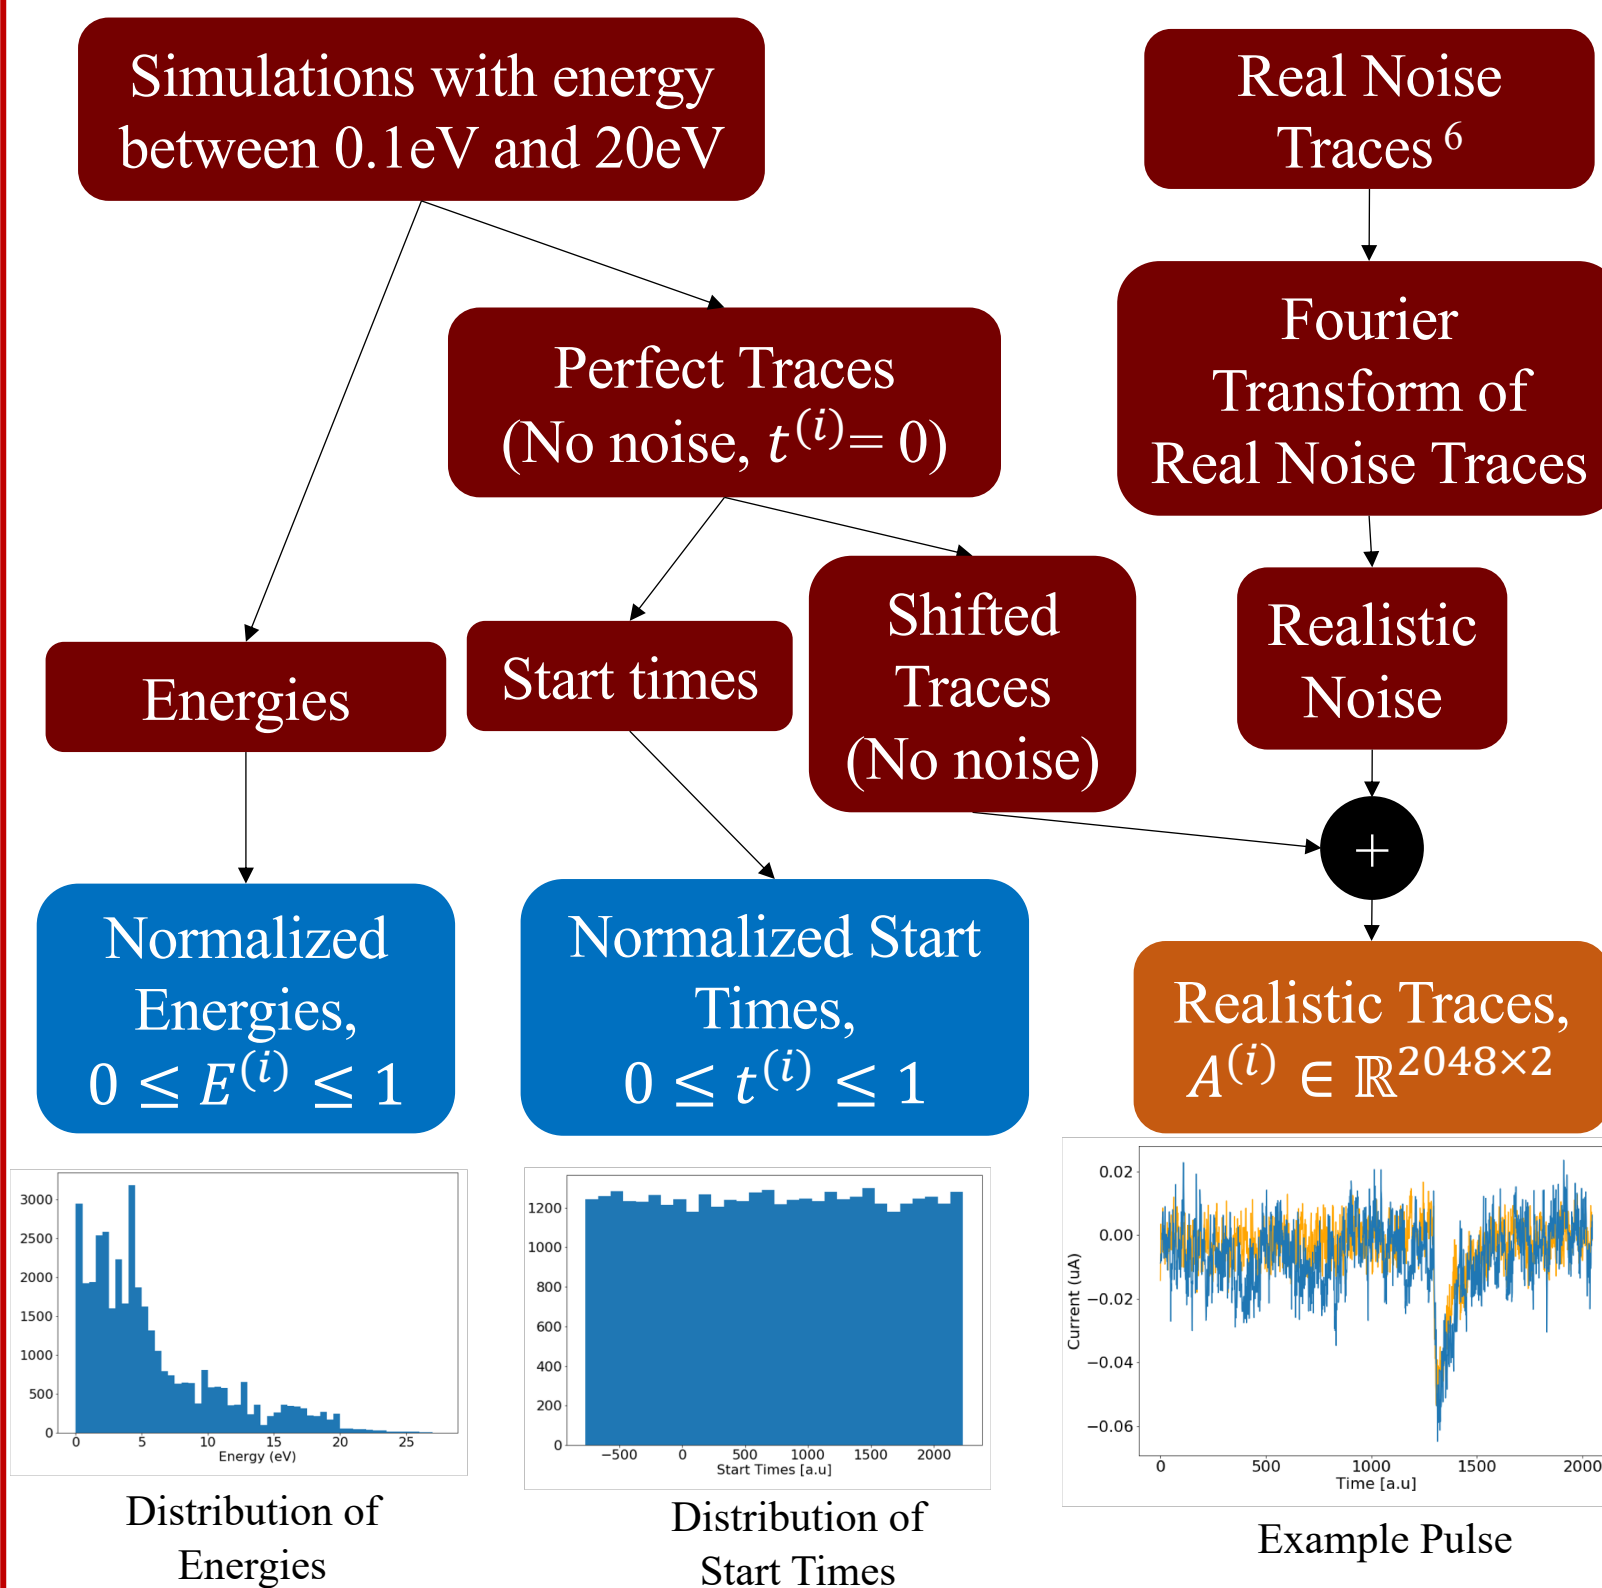 Simulations with energy
between 0.1eV and 20eV
Real Noise
Traces 6
Perfect Traces
(No noise, t^(i)= 0)
Fourier
Transform of
Real Noise Traces
Energies
Start times
Shifted
Traces
(No noise)
Realistic
Noise
+
Normalized
Energies,
0 ≤ E^(i) ≤ 1
Normalized Start
Times,
0 ≤ t^(i) ≤ 1
Realistic Traces,
A^(i) ∈ ℝ^2048×2
3000
2500
2000
1500
1000
500
0
0 5 10 15 20 25
Energy (eV)
Distribution of
Energies
1200
1000
800
600
400
200
0
−500 0 500 1000 1500 2000
Start Times [a.u]
Distribution of
Start Times
0.02
0.00
−0.02
−0.04
−0.06
Current (uA)
0 500 1000 1500 2000
Time [a.u]
Example Pulse